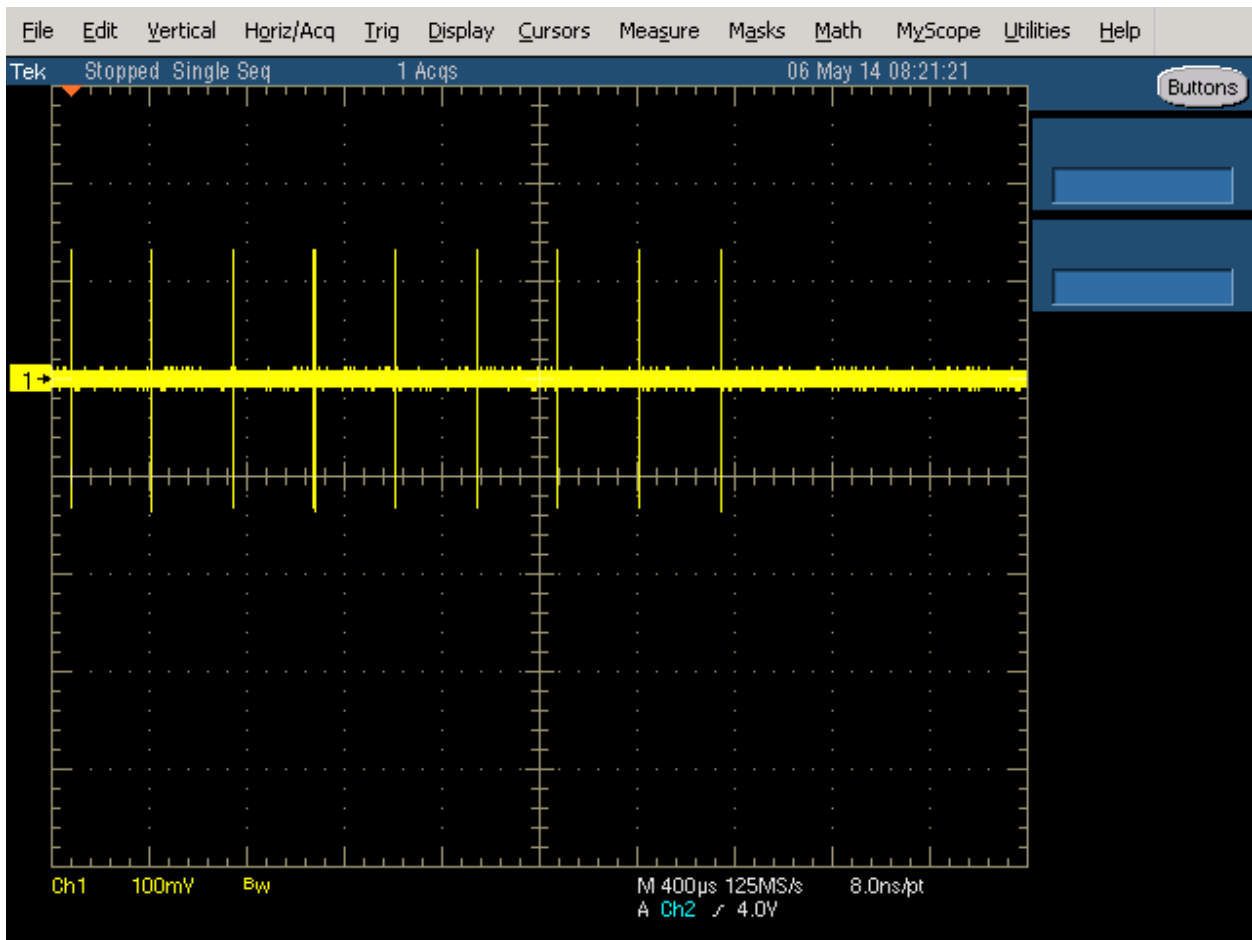 File Edit Vertical Horiz/Acq Trig Display Cursors Measure Masks Math MyScope Utilities Help
Tek Stopped Single Seq 1 Acqs 06 May 14 08:21:21
Buttons
1
Ch1 100mV BW M 400µs 125MS/s 8.0ns/pt
A Ch2 4.0V